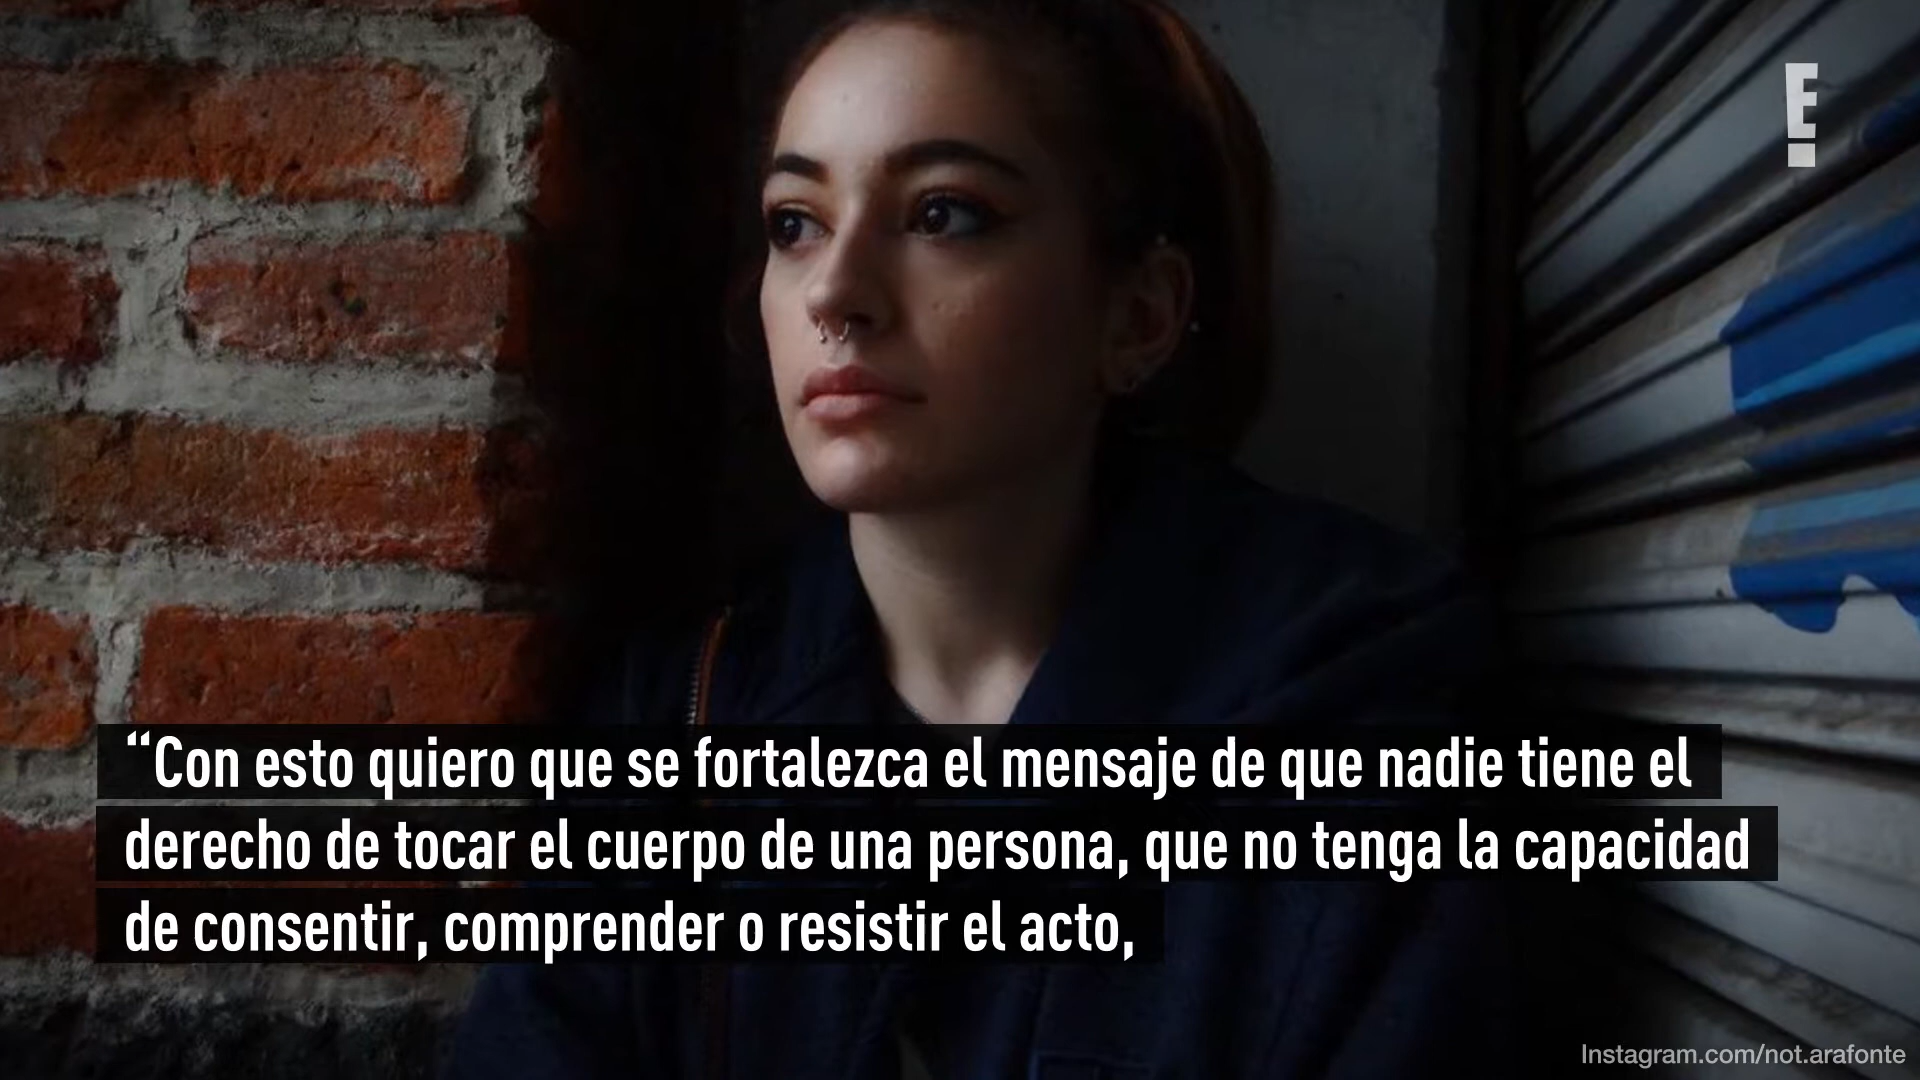 E!
“Con esto quiero que se fortalezca el mensaje de que nadie tiene el
derecho de tocar el cuerpo de una persona, que no tenga la capacidad
de consentir, comprender o resistir el acto,
Instagram.com/not.arafonte